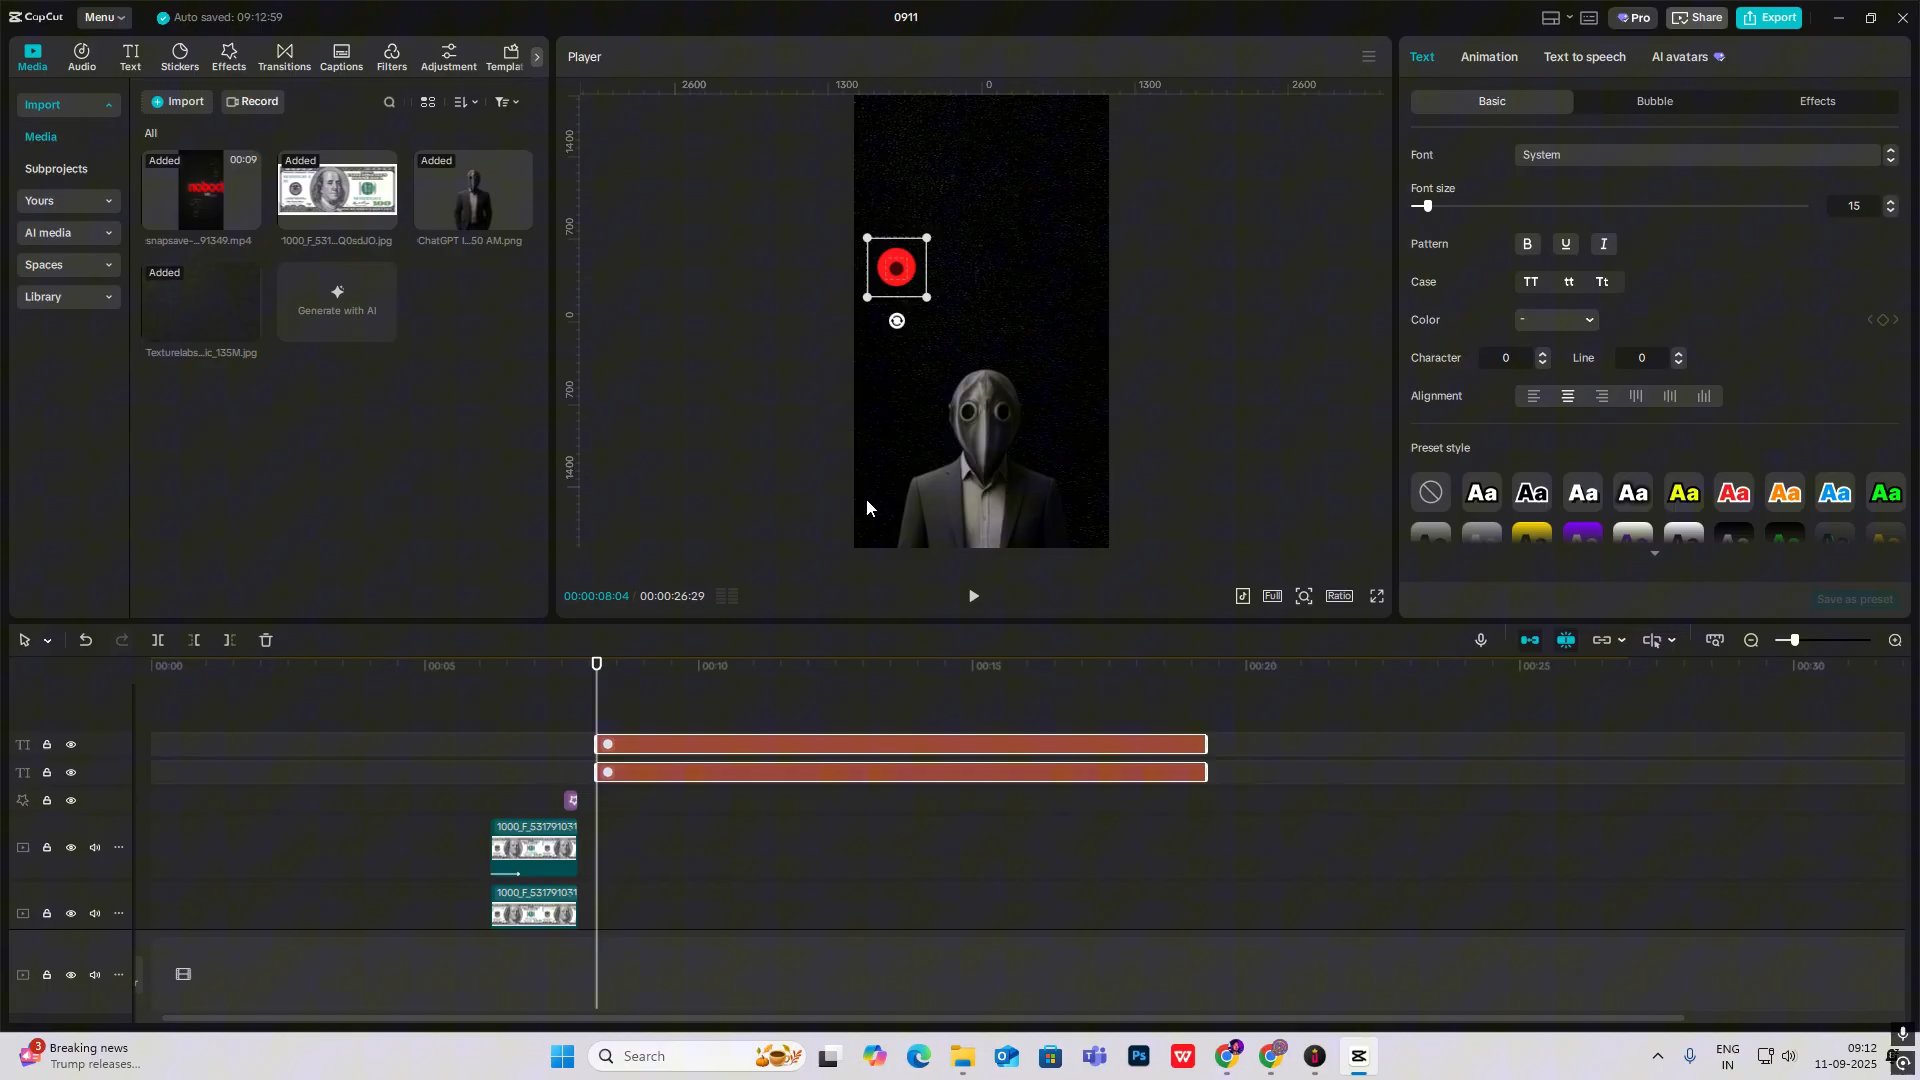 CapCut
Menu
Auto saved: 09:12:59
0911
Pro
Share
Export
Media
Audio
Text
Stickers
Effects
Transitions
Captions
Filters
Adjustment
Templat
Import
Media
Subprojects
Yours
AI media
Spaces
Library
Import
Record
All
Added
00:09
Added
Added
snapsave-...91349.mp4
1000_F_531...Q0sdJO.jpg
ChatGPT I...50 AM.png
Added
Generate with AI
Texturelabs...ic_135M.jpg
Player
2600
1300
0
1300
2600
1400
700
0
700
1400
00:00:08:04 / 00:00:26:29
Full
Ratio
Text
Animation
Text to speech
AI avatars
Basic
Bubble
Effects
Font
System
Font size
15
Pattern
B
U
I
Case
TT
tt
Tt
Color
-
Character
0
Line
0
Alignment
Preset style
Aa Aa Aa Aa Aa Aa Aa Aa Aa
Save as preset
00:00
00:05
00:10
00:15
00:20
00:25
00:30
TI
TI
1000_F_531791031
1000_F_531791031
3
Breaking news
Trump releases...
Search
Ps
ENG
IN
09:12
11-09-2025